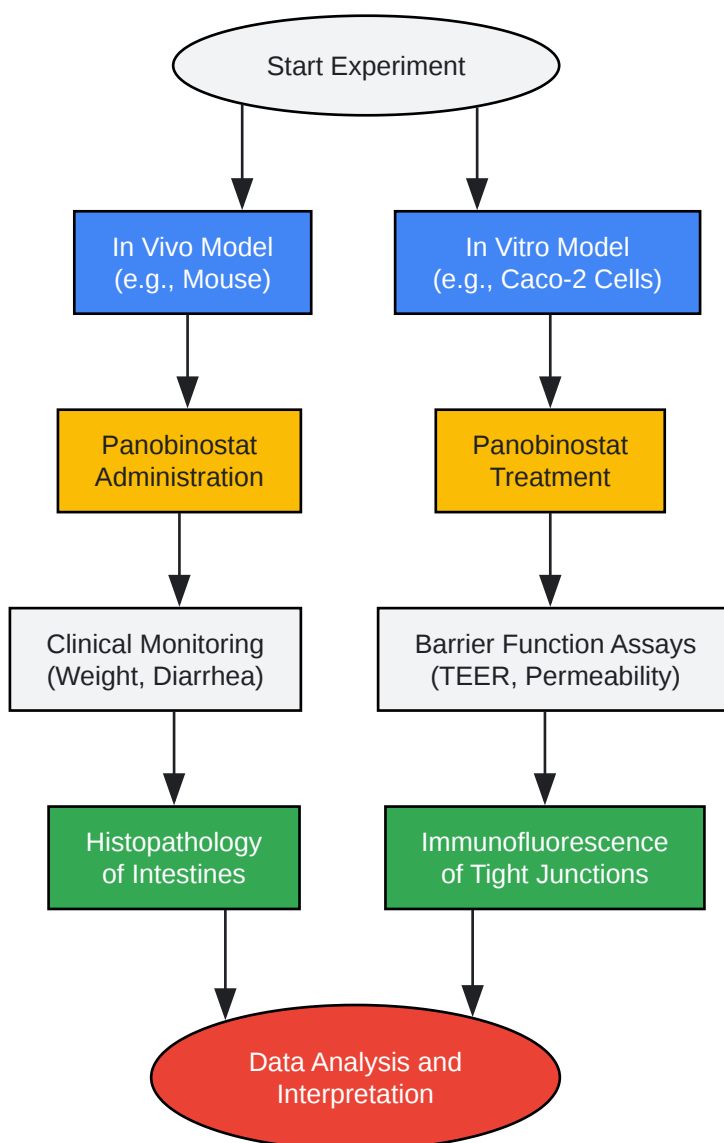 Start Experiment
In Vivo Model
(e.g., Mouse)
In Vitro Model
(e.g., Caco-2 Cells)
Panobinostat
Administration
Panobinostat
Treatment
Clinical Monitoring
(Weight, Diarrhea)
Barrier Function Assays
(TEER, Permeability)
Histopathology
of Intestines
Immunofluorescence
of Tight Junctions
Data Analysis and
Interpretation